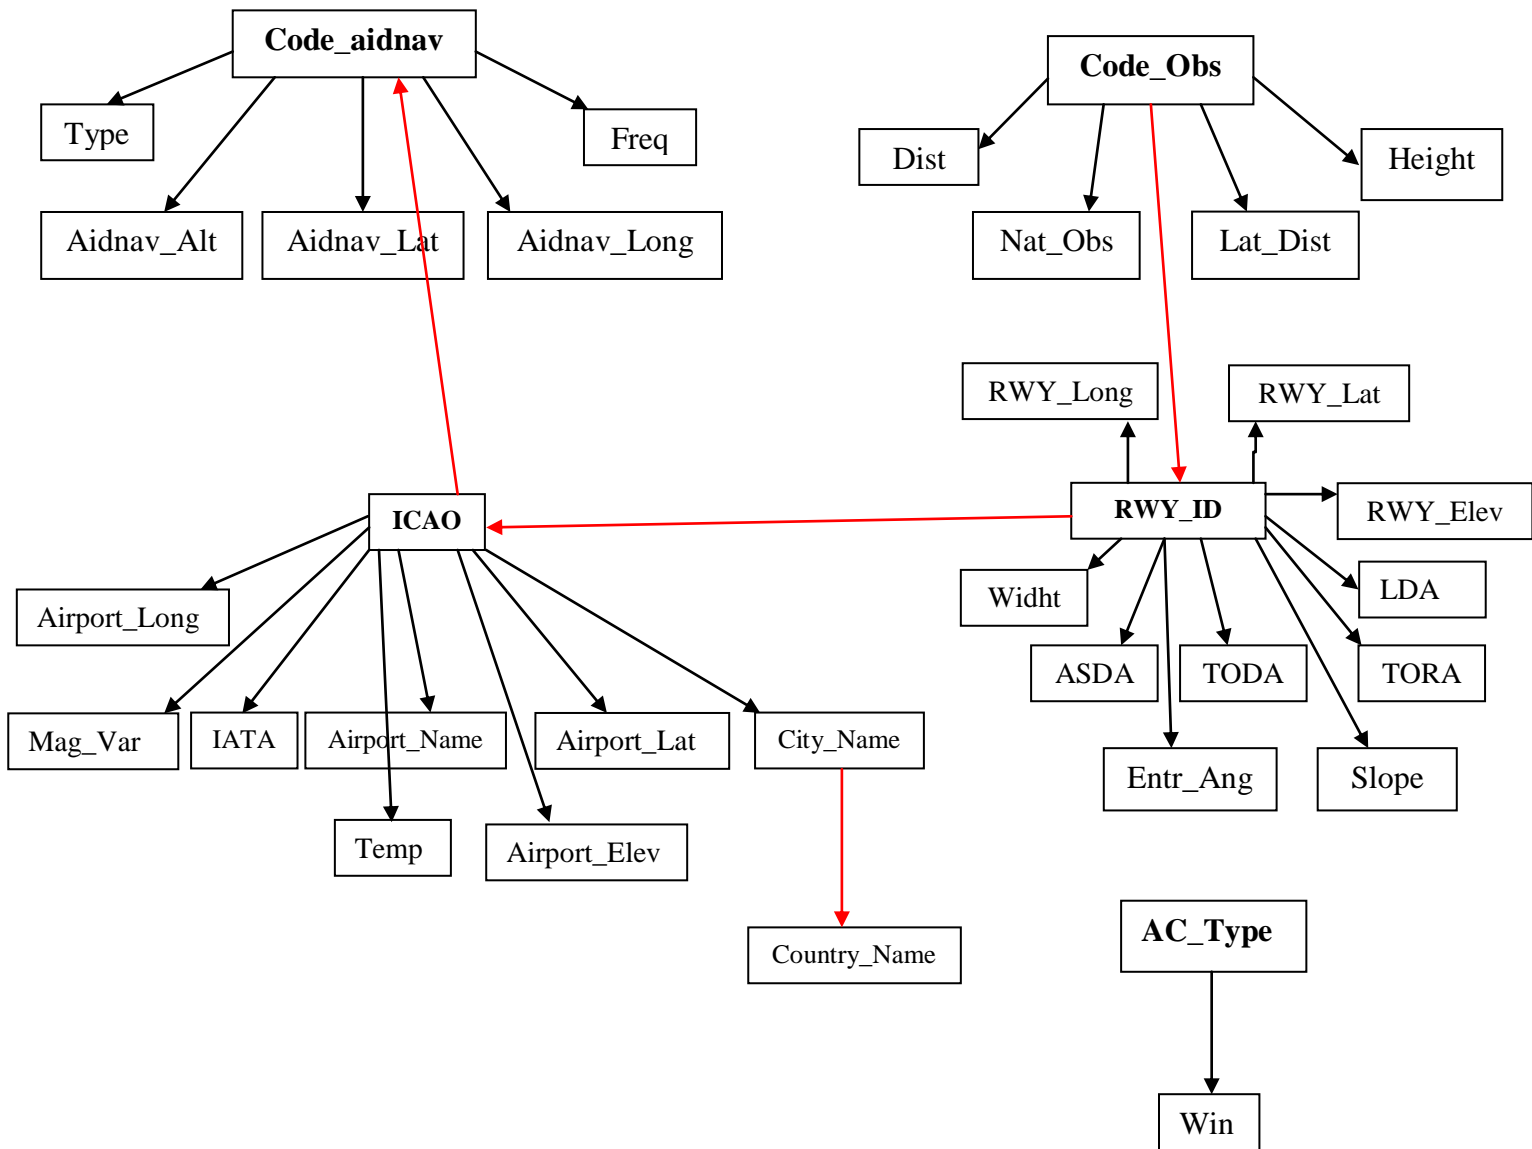 Code_aidnav
Code_Obs
Type
Freq
Dist
Height
Aidnav_Alt
Aidnav_Lat
Aidnav_Long
Nat_Obs
Lat_Dist
RWY_Long
RWY_Lat
ICAO
RWY_ID
RWY_Elev
Airport_Long
Widht
LDA
ASDA
TODA
TORA
Mag_Var
IATA
Airport_Name
Airport_Lat
City_Name
Entr_Ang
Slope
Temp
Airport_Elev
AC_Type
Country_Name
Win